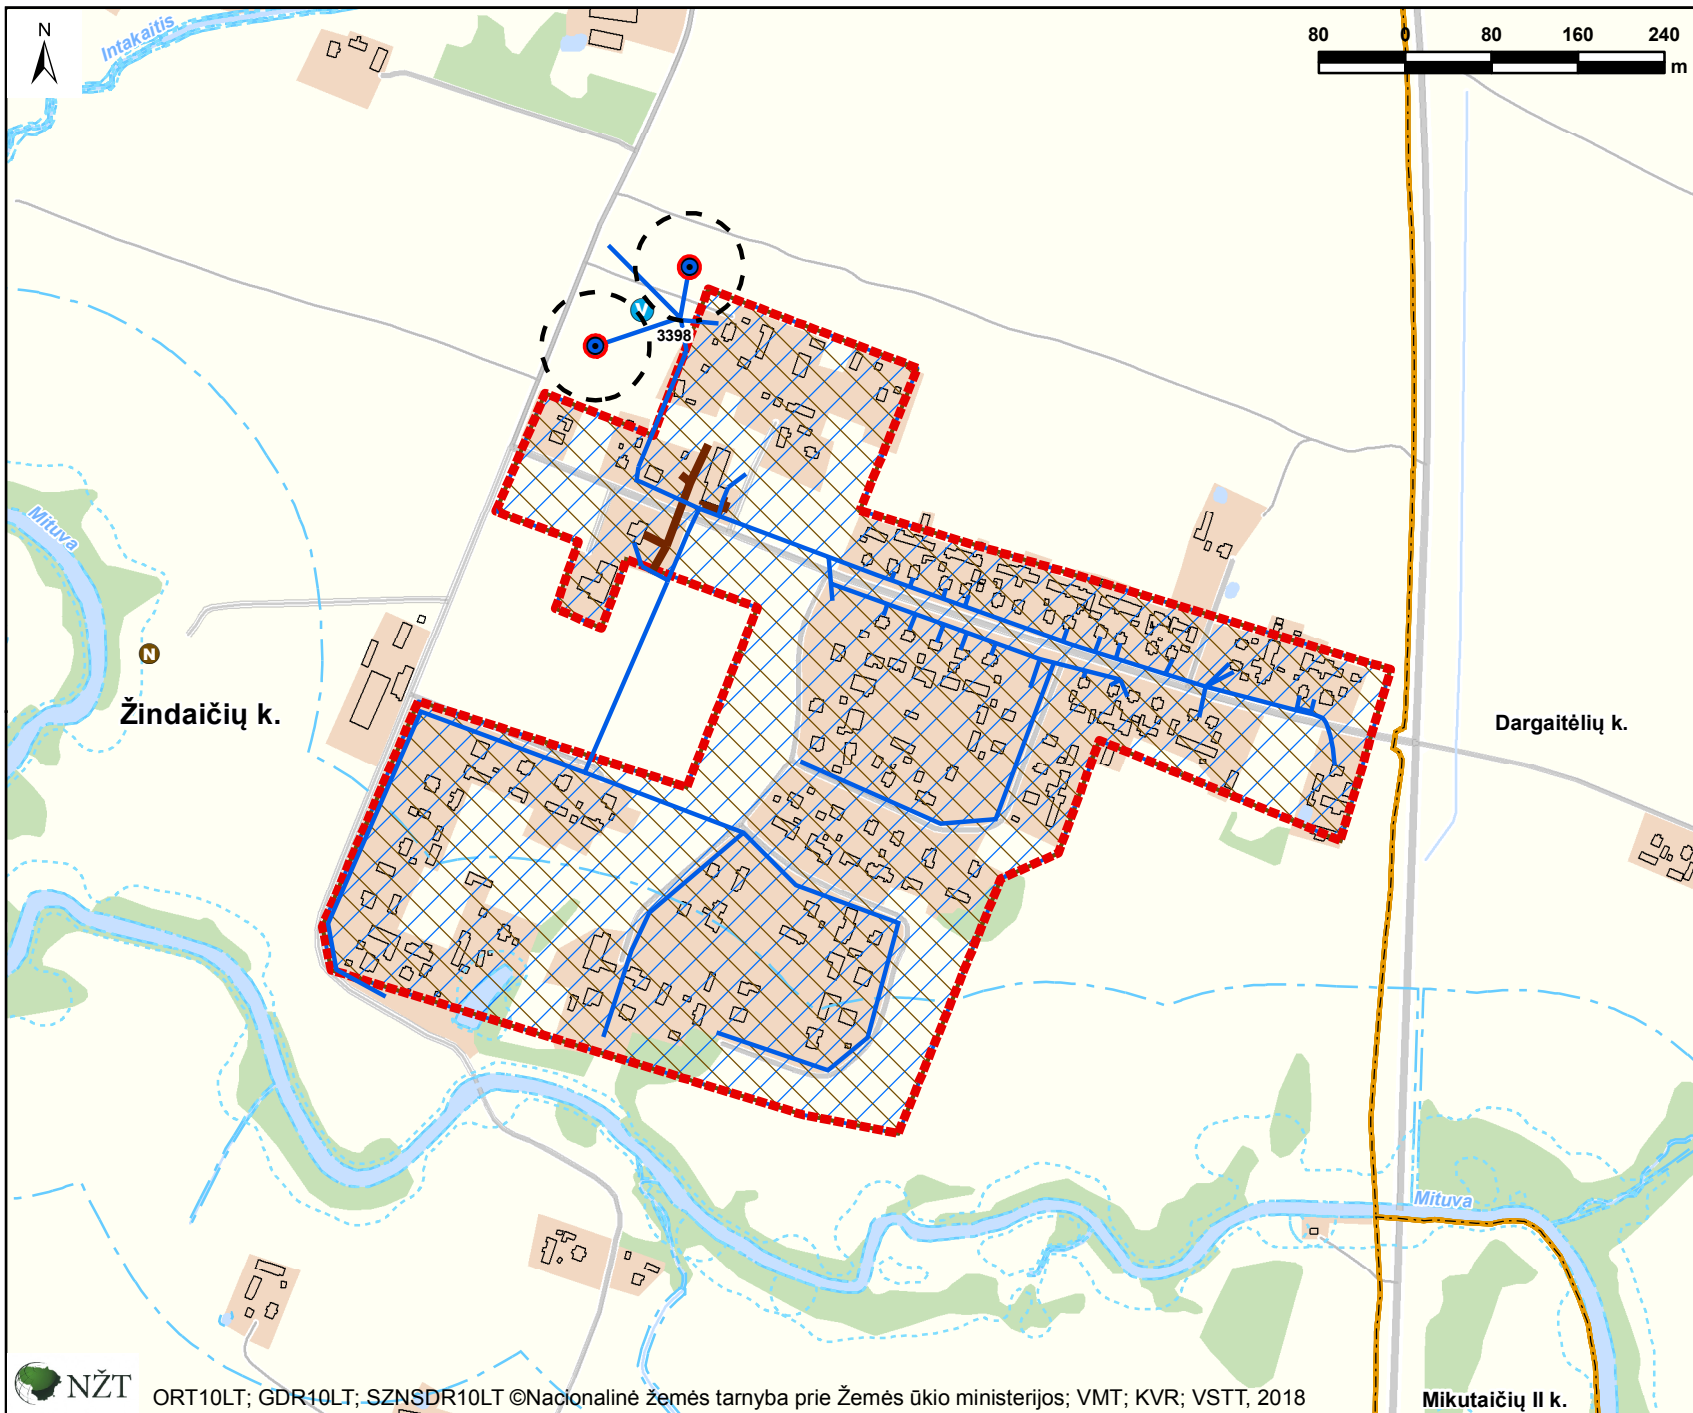 N
Intakaitis
80 0 80 160 240
m
3398
Mituva
N
Žindaičių k.
Dargaitėlių k.
Mituva
NŽT
ORT10LT; GDR10LT; SZNSDR10LT ©Nacionalinė žemės tarnyba prie Žemės ūkio ministerijos; VMT; KVR; VSTT, 2018
Mikutaičių II k.